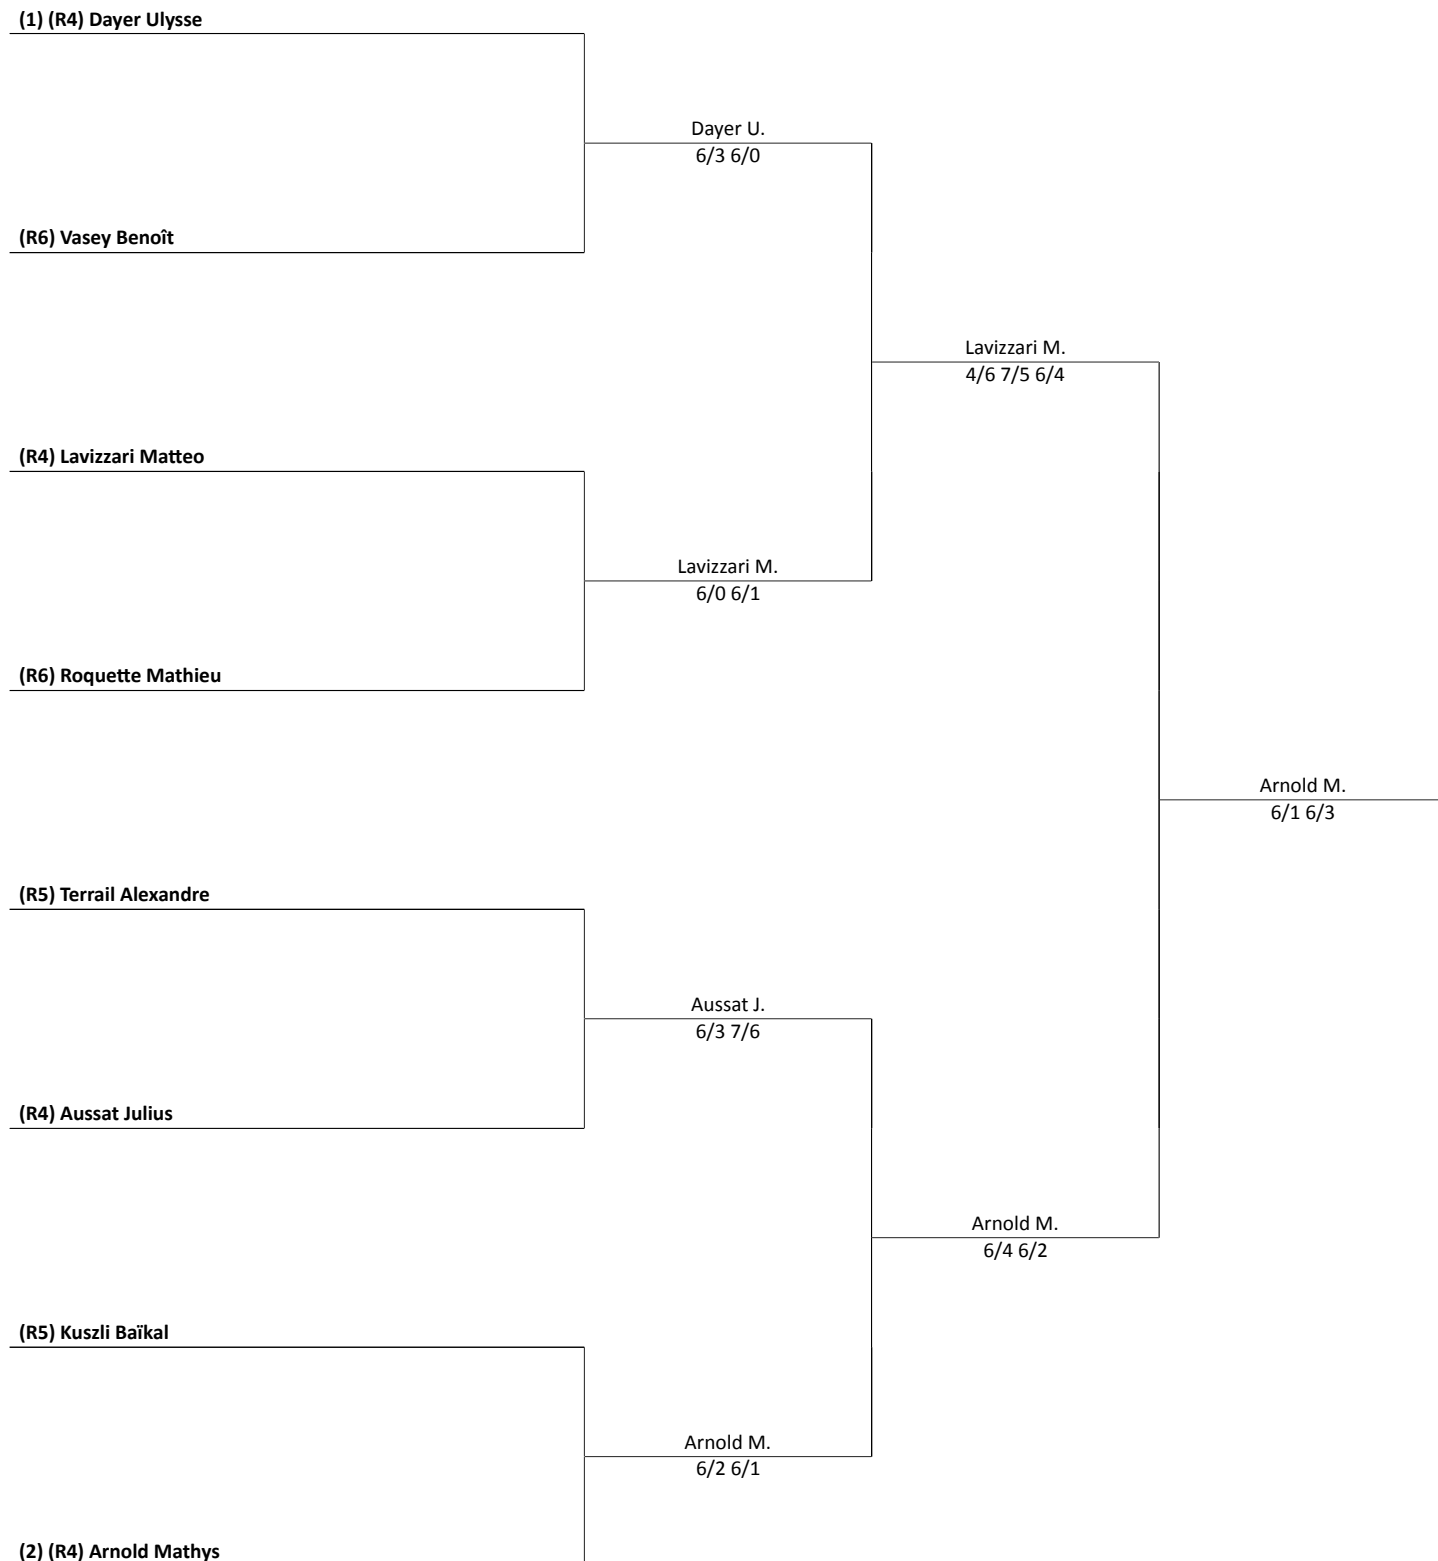 (1) (R4) Dayer Ulysse
Dayer U.
6/3 6/0
(R6) Vasey Benoît
Lavizzari M.
4/6 7/5 6/4
(R4) Lavizzari Matteo
Lavizzari M.
6/0 6/1
(R6) Roquette Mathieu
Arnold M.
6/1 6/3
(R5) Terrail Alexandre
Aussat J.
6/3 7/6
(R4) Aussat Julius
Arnold M.
6/4 6/2
(R5) Kuszli Baïkal
Arnold M.
6/2 6/1
(2) (R4) Arnold Mathys